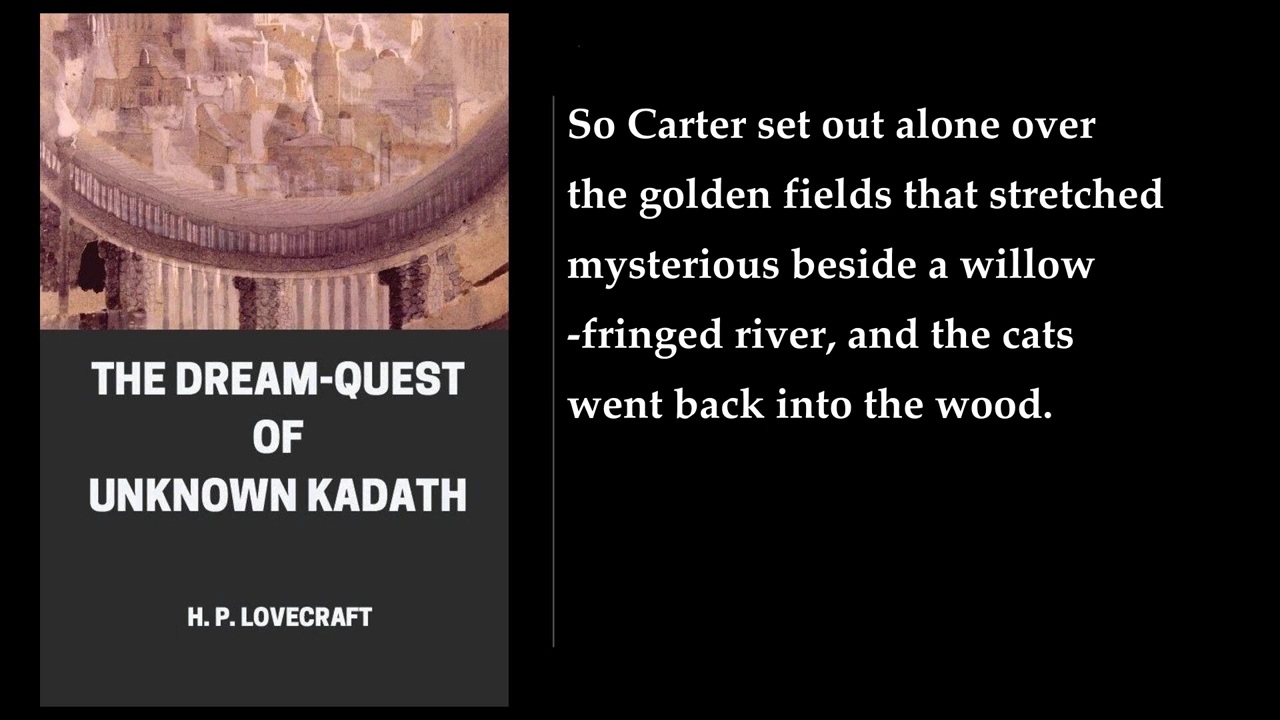 THE DREAM-QUEST
OF
UNKNOWN KADATH
H. P. LOVECRAFT
So Carter set out alone over
the golden fields that stretched
mysterious beside a willow
-fringed river, and the cats
went back into the wood.